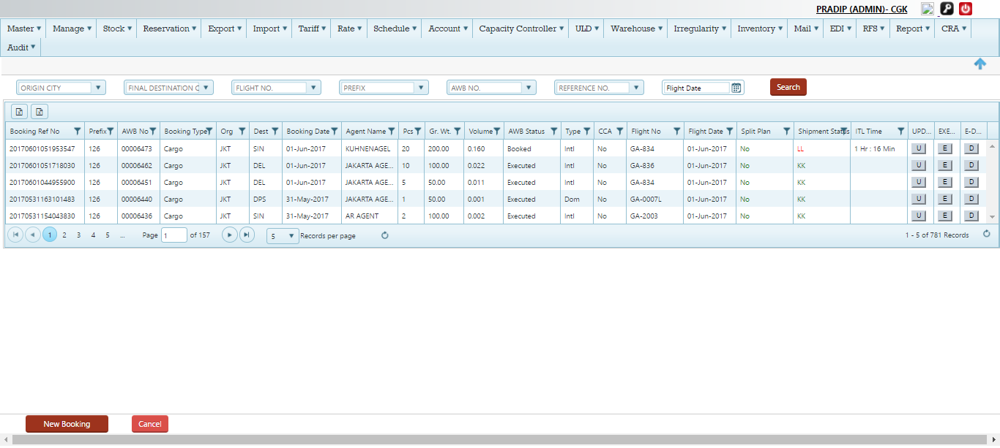 PRADIP (ADMIN)- CGK
Master Manage Stock Reservation Export Import Tariff Rate Schedule Account Capacity Controller ULD Warehouse Irregularity Inventory Mail EDI RFS Report CRA
Audit
ORIGIN CITY FINAL DESTINATION C FLIGHT NO. PREFIX AWB NO. REFERENCE NO. Flight Date Search
Booking Ref No Prefix AWB No Booking Type Org Dest Booking Date Agent Name Pcs Gr. Wt. Volume AWB Status Type CCA Flight No Flight Date Split Plan Shipment Status ITL Time UPD... EXE... E-D...
20170601051953547 126 00006473 Cargo JKT SIN 01-Jun-2017 KUHNENAGEL 20 200.00 0.160 Booked Intl No GA-834 01-Jun-2017 No LL 1 Hr : 16 Min U E D
20170601051718030 126 00006462 Cargo JKT DEL 01-Jun-2017 JAKARTA AGE... 10 100.00 0.022 Executed Intl No GA-836 01-Jun-2017 No KK U E D
20170601044955900 126 00006451 Cargo JKT DEL 01-Jun-2017 JAKARTA AGE... 5 50.00 0.011 Executed Intl No GA-834 01-Jun-2017 No KK U E D
20170531163101483 126 00006440 Cargo JKT DPS 31-May-2017 JAKARTA AGE... 1 50.00 0.001 Executed Dom No GA-0007L 01-Jun-2017 No KK U E D
20170531154043830 126 00006436 Cargo JKT SIN 31-May-2017 AR AGENT 2 100.00 0.002 Executed Intl No GA-2003 01-Jun-2017 No KK U E D
1 2 3 4 5 ... Page 1 of 157 5 Records per page 1 - 5 of 781 Records
New Booking Cancel